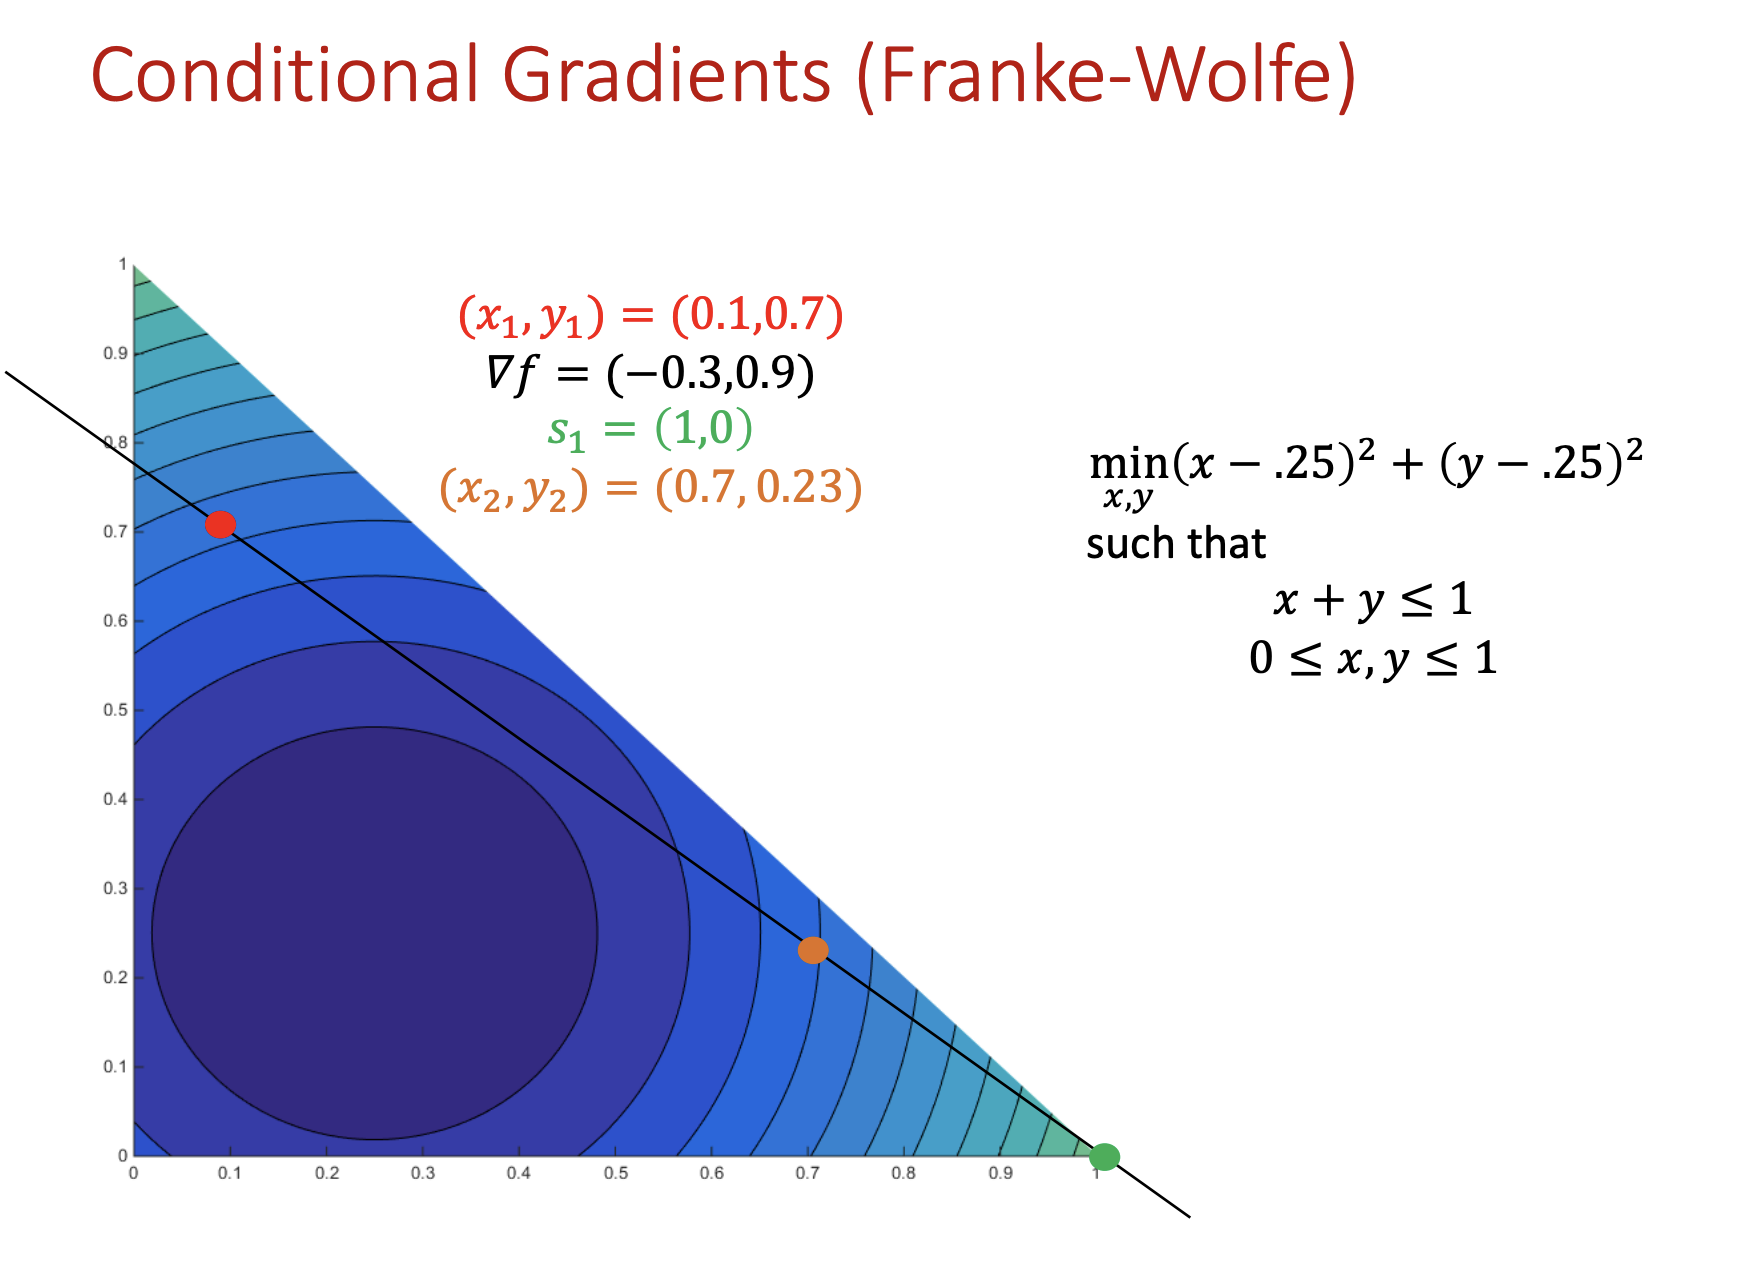 Conditional Gradients (Franke-Wolfe)
(x₁, y₁) = (0.1,0.7)
∇f = (−0.3,0.9)
s₁ = (1,0)
(x₂, y₂) = (0.7, 0.23)
min(x − .25)² + (y − .25)²
x,y
such that
x + y ≤ 1
0 ≤ x, y ≤ 1
1
0.9
0.8
0.7
0.6
0.5
0.4
0.3
0.2
0.1
0
0 0.1 0.2 0.3 0.4 0.5 0.6 0.7 0.8 0.9 1